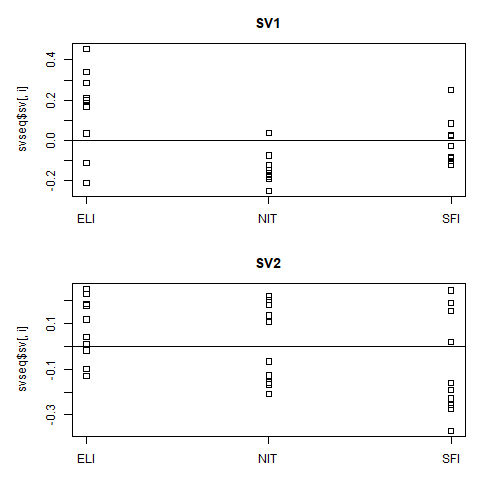 SV1
svseq$sv[, i]
0.4
0.2
0.0
-0.2
ELI NIT SFI
SV2
svseq$sv[, i]
0.1
-0.1
-0.3
ELI NIT SFI